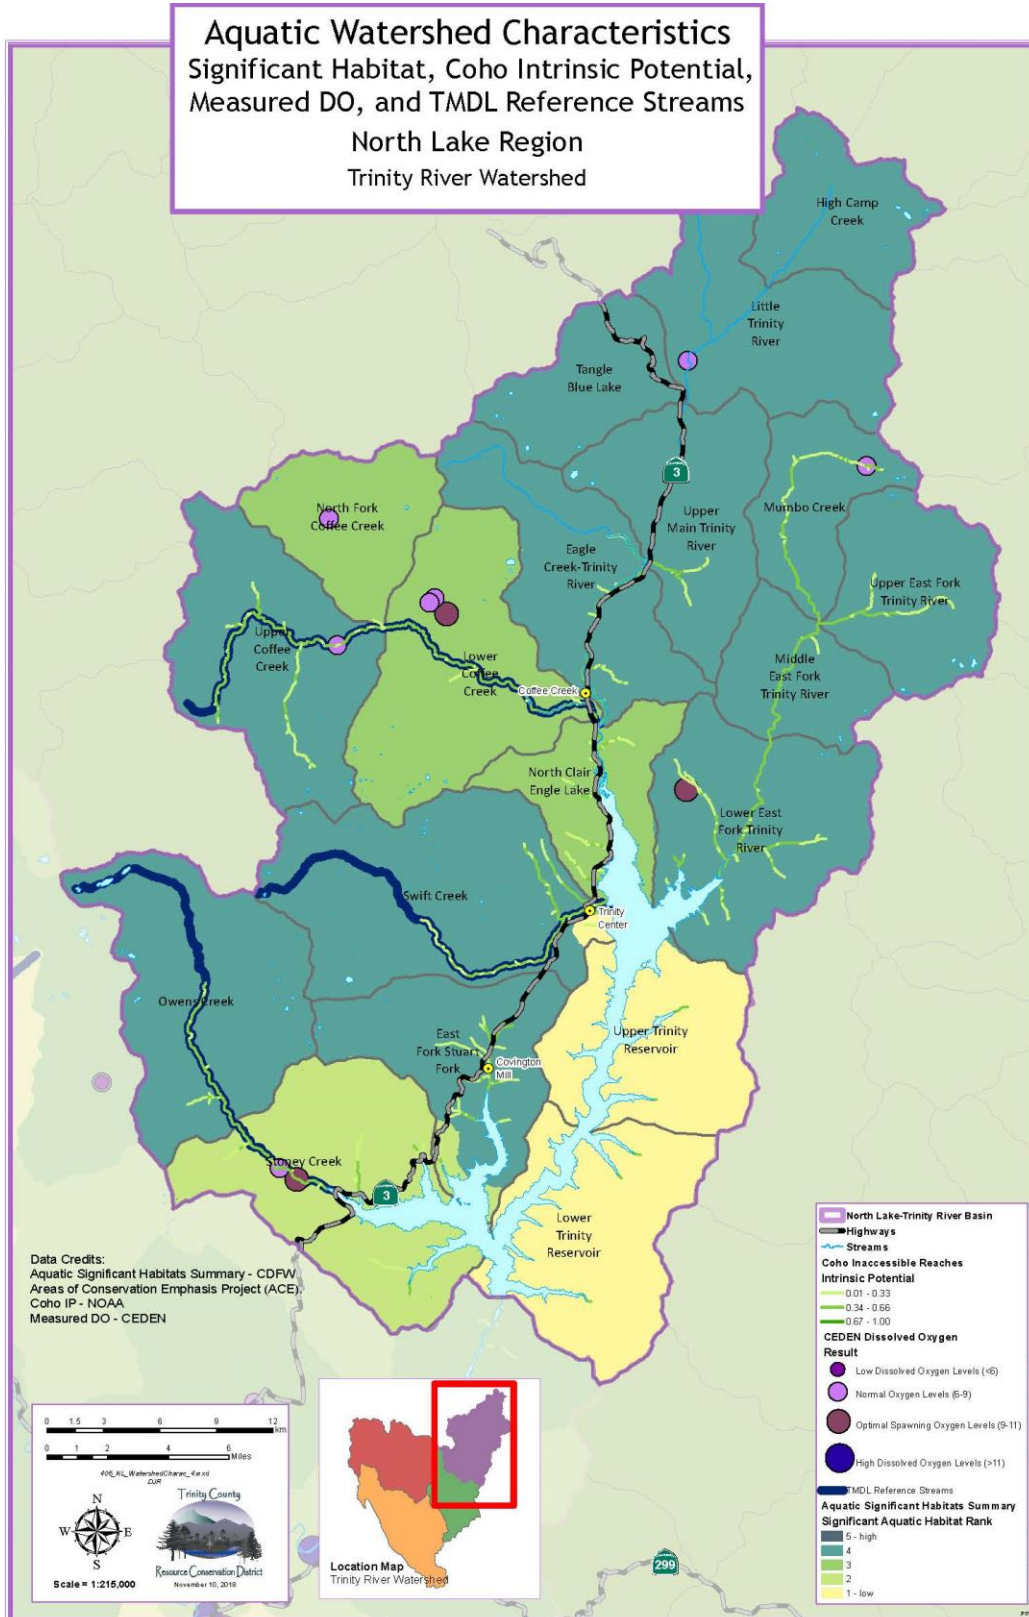 Aquatic Watershed Characteristics
Significant Habitat, Coho Intrinsic Potential,
Measured DO, and TMDL Reference Streams
North Lake Region
Trinity River Watershed
High Camp
Creek
Little
Trinity
River
Tangle
Blue Lake
3
North Fork
Coffee Creek
Upper
Main Trinity
River
Mumbo Creek
Eagle
Creek-Trinity
River
Upper East Fork
Trinity River
Upper
Coffee
Creek
Lower
Coffee
Creek
Middle
East Fork
Trinity River
Coffee Creek
North Clair
Engle Lake
Lower East
Fork Trinity
River
Swift Creek
Trinity
Center
Owens Creek
East
Fork Stuart
Fork
Covington
Mill
Upper Trinity
Reservoir
Stoney Creek
3
Lower
Trinity
Reservoir
Data Credits:
Aquatic Significant Habitats Summary - CDFW
Areas of Conservation Emphasis Project (ACE).
Coho IP - NOAA
Measured DO - CEDEN
North Lake-Trinity River Basin
Highways
Streams
Coho Inaccessible Reaches
Intrinsic Potential
0.01 - 0.33
0.34 - 0.66
0.67 - 1.00
CEDEN Dissolved Oxygen
Result
Low Dissolved Oxygen Levels (<6)
Normal Oxygen Levels (6-9)
Optimal Spawning Oxygen Levels (9-11)
High Dissolved Oxygen Levels (>11)
TMDL Reference Streams
Aquatic Significant Habitats Summary
Significant Aquatic Habitat Rank
5 - high
4
3
2
1 - low
0 1.5 3 6 9 12
km
0 1 2 4 6
Miles
DJR
N
W E
S
Scale = 1:215,000
Trinity County
Resource Conservation District
November 10, 2018
Location Map
Trinity River Watershed
299